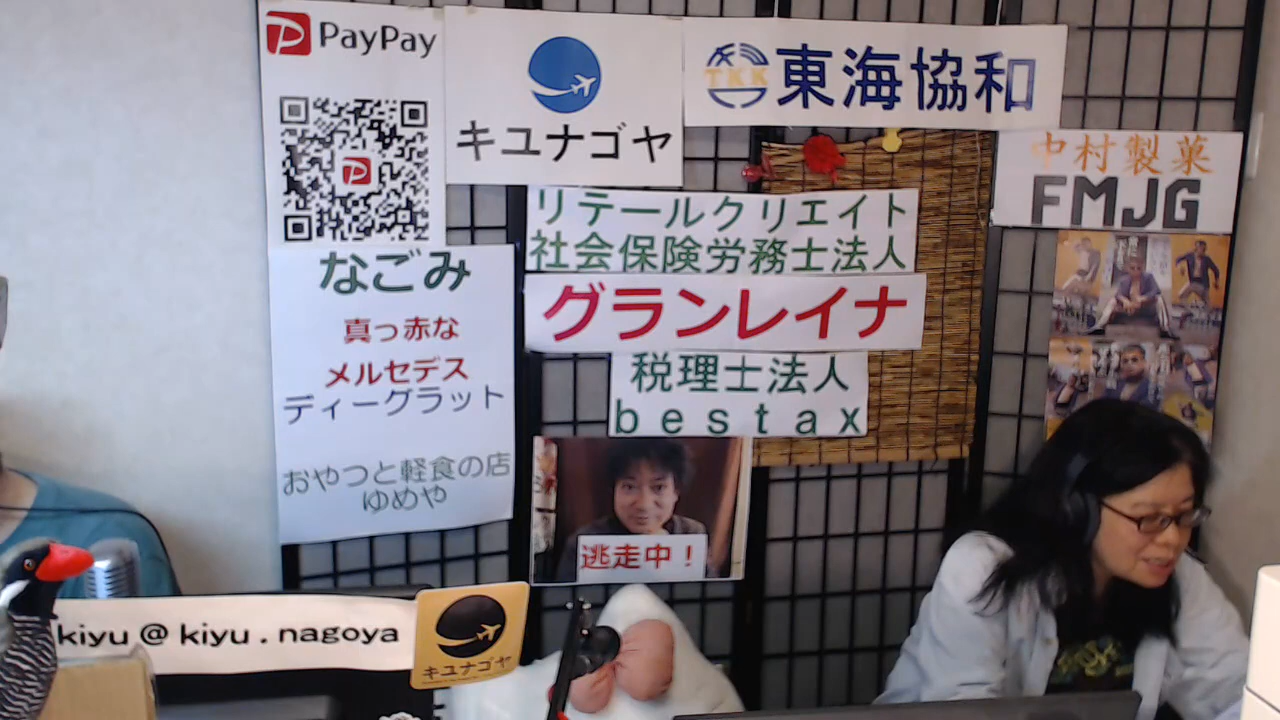 PayPay
キユナゴヤ
TKK 東海協和
中村製菓
FMJG
リテールクリエイト
社会保険労務士法人
グランレイナ
税理士法人
bestax
なごみ
真っ赤な
メルセデス
ディーグラット
おやつと軽食の店
ゆめや
逃走中！
kiyu@kiyu.nagoya
キユナゴヤ